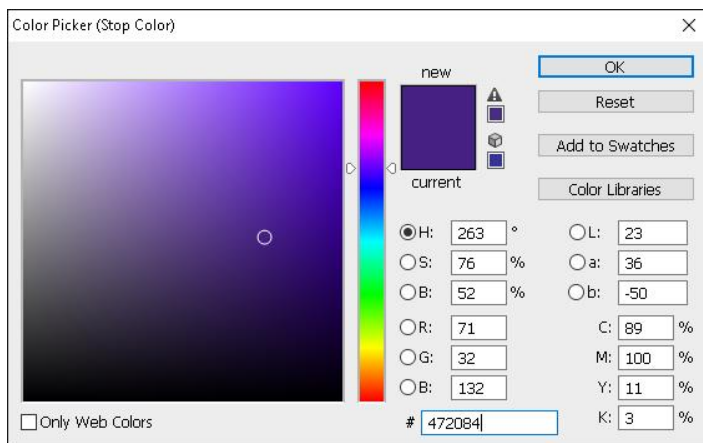 Color Picker (Stop Color)
new
current
OK
Reset
Add to Swatches
Color Libraries
H: 263 °
S: 76 %
B: 52 %
R: 71
G: 32
B: 132
# 472084
L: 23
a: 36
b: -50
C: 89 %
M: 100 %
Y: 11 %
K: 3 %
Only Web Colors